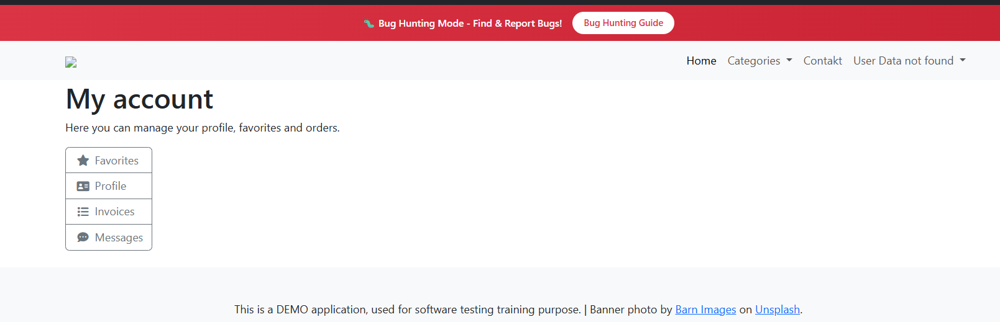 Bug Hunting Mode - Find & Report Bugs! Bug Hunting Guide
Home Categories Contakt User Data not found
My account
Here you can manage your profile, favorites and orders.
Favorites
Profile
Invoices
Messages
This is a DEMO application, used for software testing training purpose. | Banner photo by Barn Images on Unsplash.